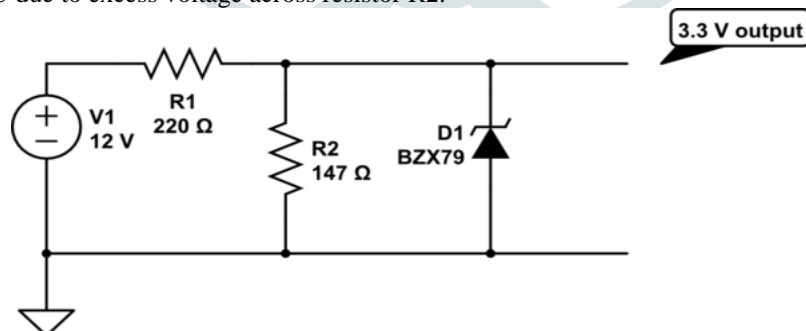 due to excess voltage across resistor R2.
3.3 V output
R1
220 Ω
+
−
V1
12 V
R2
147 Ω
D1
BZX79